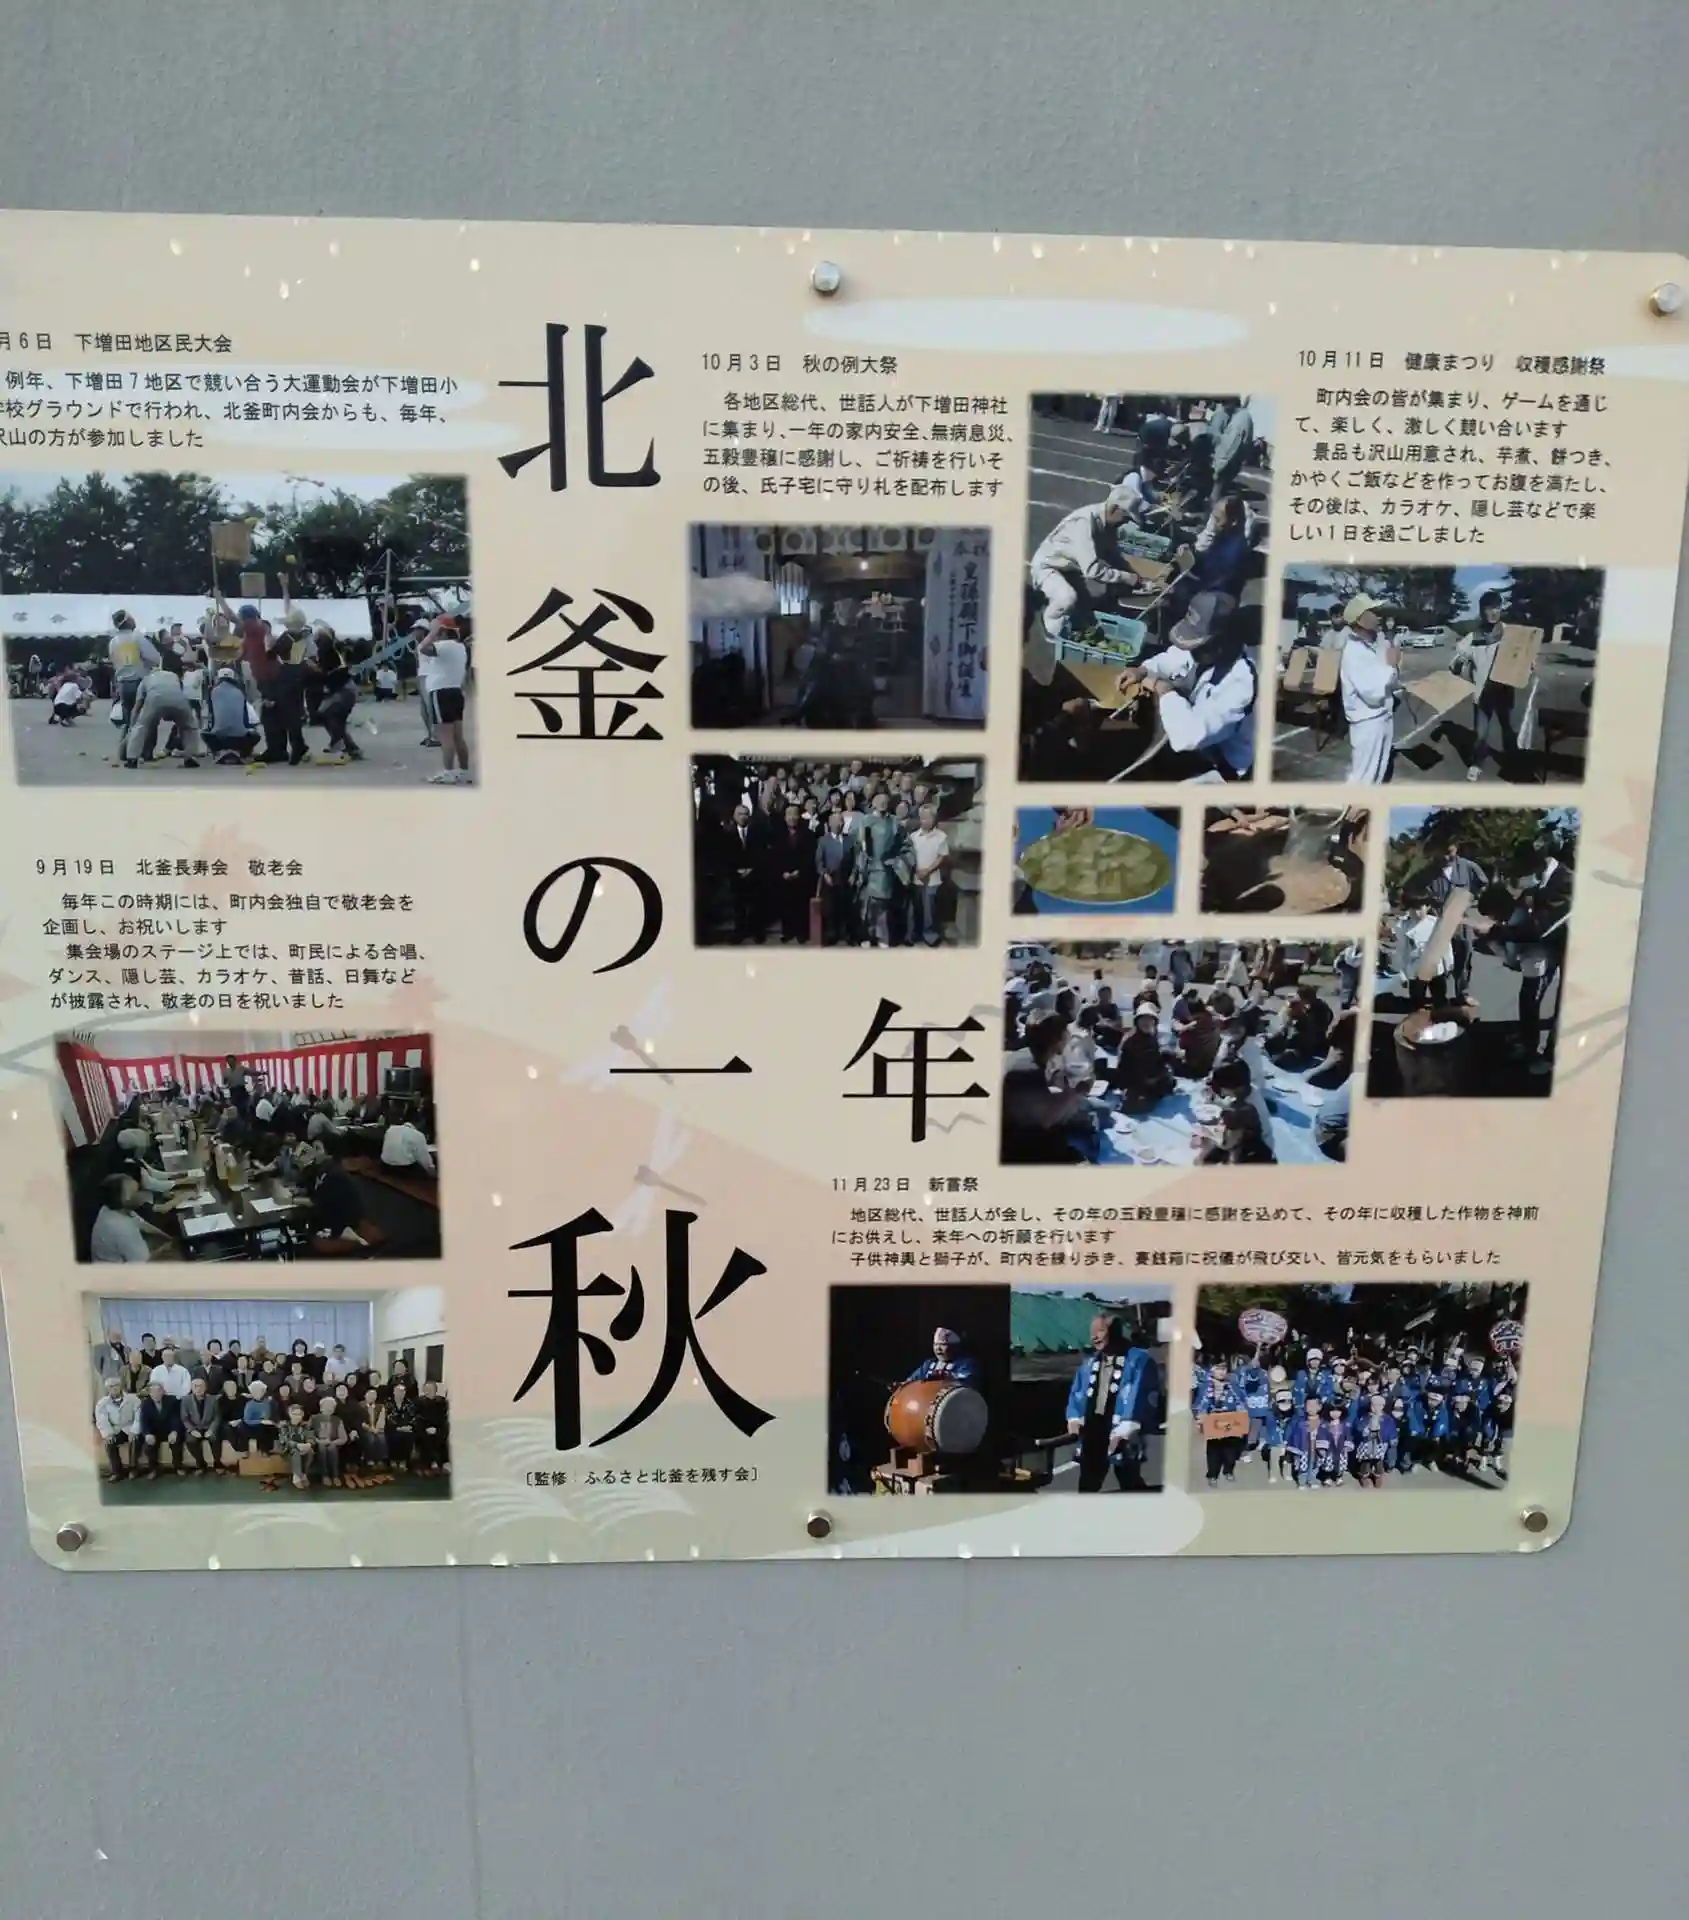 月6日 下増田地区民大会
例年、下増田7地区で競い合う大運動会が下増田小
校グラウンドで行われ、北釜町内会からも、毎年、
沢山の方が参加しました
9月19日 北釜長寿会 敬老会
毎年この時期には、町内会独自で敬老会を
企画し、お祝いします
集会場のステージ上では、町民による合唱、
ダンス、隠し芸、カラオケ、昔話、日舞など
が披露され、敬老の日を祝いました
北釜の一年
秋
［監修：ふるさと北釜を残す会］
10月3日 秋の例大祭
各地区総代、世話人が下増田神社
に集まり、一年の家内安全、無病息災、
五穀豊穣に感謝し、ご祈祷を行いそ
の後、氏子宅に守り札を配布します
皇孫殿下御誕生
10月11日 健康まつり 収穫感謝祭
町内会の皆が集まり、ゲームを通じ
て、楽しく、激しく競い合います
景品も沢山用意され、芋煮、餅つき、
かやくご飯などを作ってお腹を満たし、
その後は、カラオケ、隠し芸などで楽
しい1日を過ごしました
11月23日 新嘗祭
地区総代、世話人が会し、その年の五穀豊穣に感謝を込めて、その年に収穫した作物を神前
にお供えし、来年への祈願を行います
子供神輿と獅子が、町内を練り歩き、賽銭箱に祝儀が飛び交い、皆元気をもらいました
祭